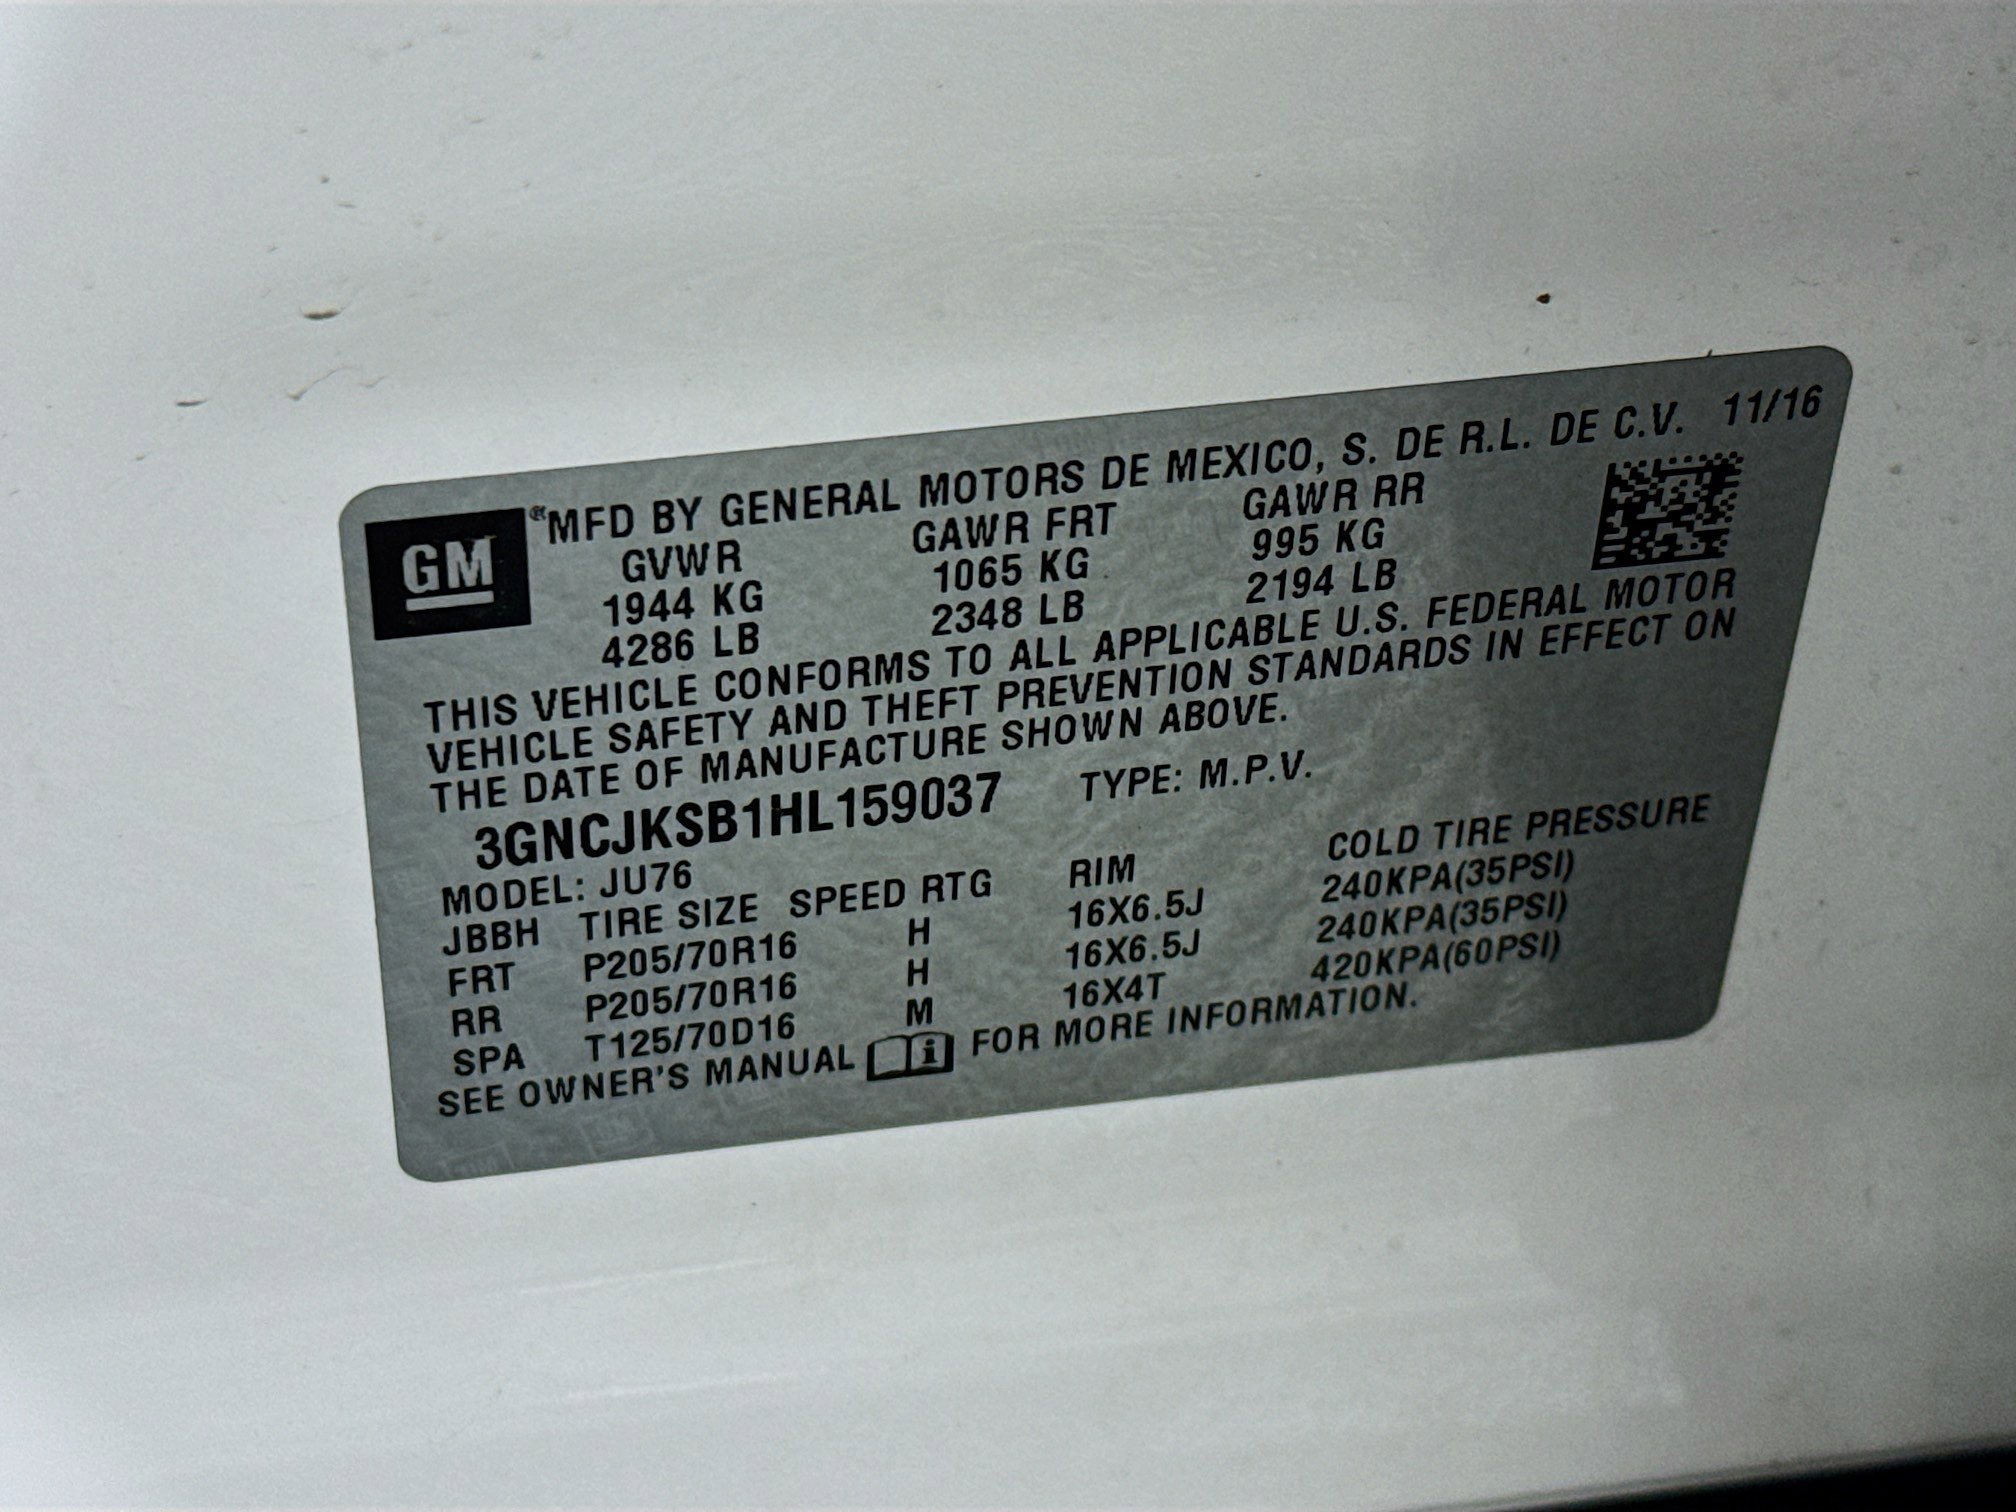 GM ® MFD BY GENERAL MOTORS DE MEXICO, S. DE R.L. DE C.V. 11/16
GVWR GAWR FRT GAWR RR
1944 KG 1065 KG 995 KG
4286 LB 2348 LB 2194 LB
THIS VEHICLE CONFORMS TO ALL APPLICABLE U.S. FEDERAL MOTOR
VEHICLE SAFETY AND THEFT PREVENTION STANDARDS IN EFFECT ON
THE DATE OF MANUFACTURE SHOWN ABOVE.
3GNCJKSB1HL159037 TYPE: M.P.V.
MODEL: JU76
JBBH TIRE SIZE SPEED RTG RIM COLD TIRE PRESSURE
FRT P205/70R16 H 16X6.5J 240KPA(35PSI)
RR P205/70R16 H 16X6.5J 240KPA(35PSI)
SPA T125/70D16 M 16X4T 420KPA(60PSI)
SEE OWNER'S MANUAL i FOR MORE INFORMATION.